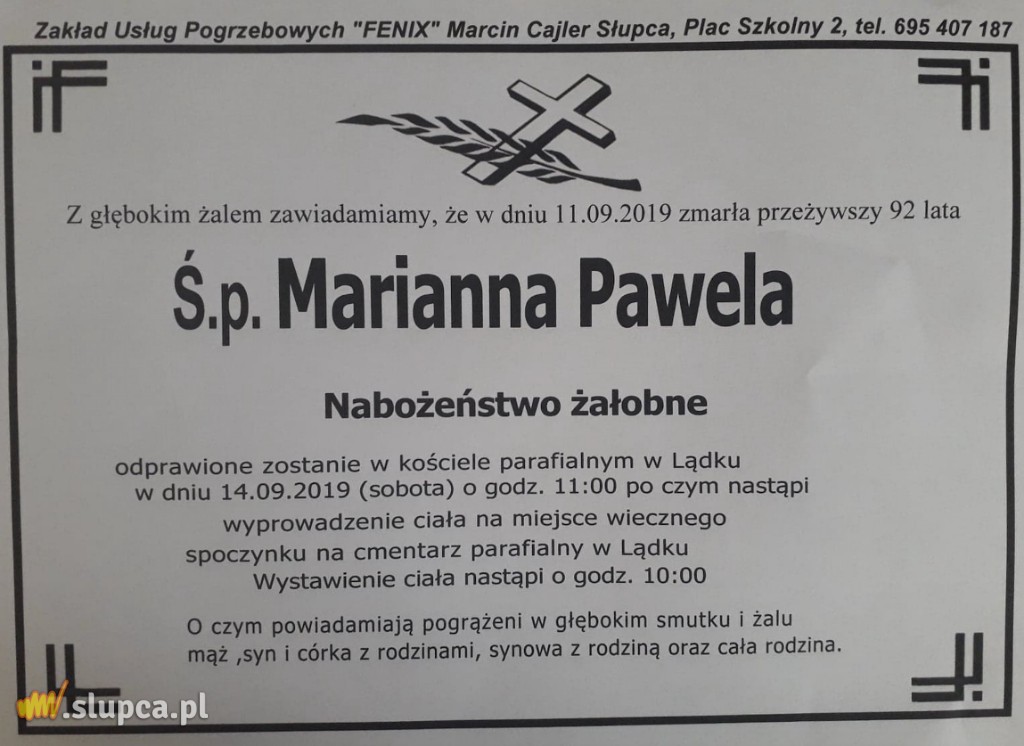 Zakład Usług Pogrzebowych "FENIX" Marcin Cajler Słupca, Plac Szkolny 2, tel. 695 407 187
Z głębokim żalem zawiadamiamy, że w dniu 11.09.2019 zmarła przeżywszy 92 lata
Ś.p. Marianna Pawela
Nabożeństwo żałobne
odprawione zostanie w kościele parafialnym w Lądku
w dniu 14.09.2019 (sobota) o godz. 11:00 po czym nastąpi
wyprowadzenie ciała na miejsce wiecznego
spoczynku na cmentarz parafialny w Lądku
Wystawienie ciała nastąpi o godz. 10:00
O czym powiadamiają pogrążeni w głębokim smutku i żalu
mąż ,syn i córka z rodzinami, synowa z rodziną oraz cała rodzina.
.słupca.pl